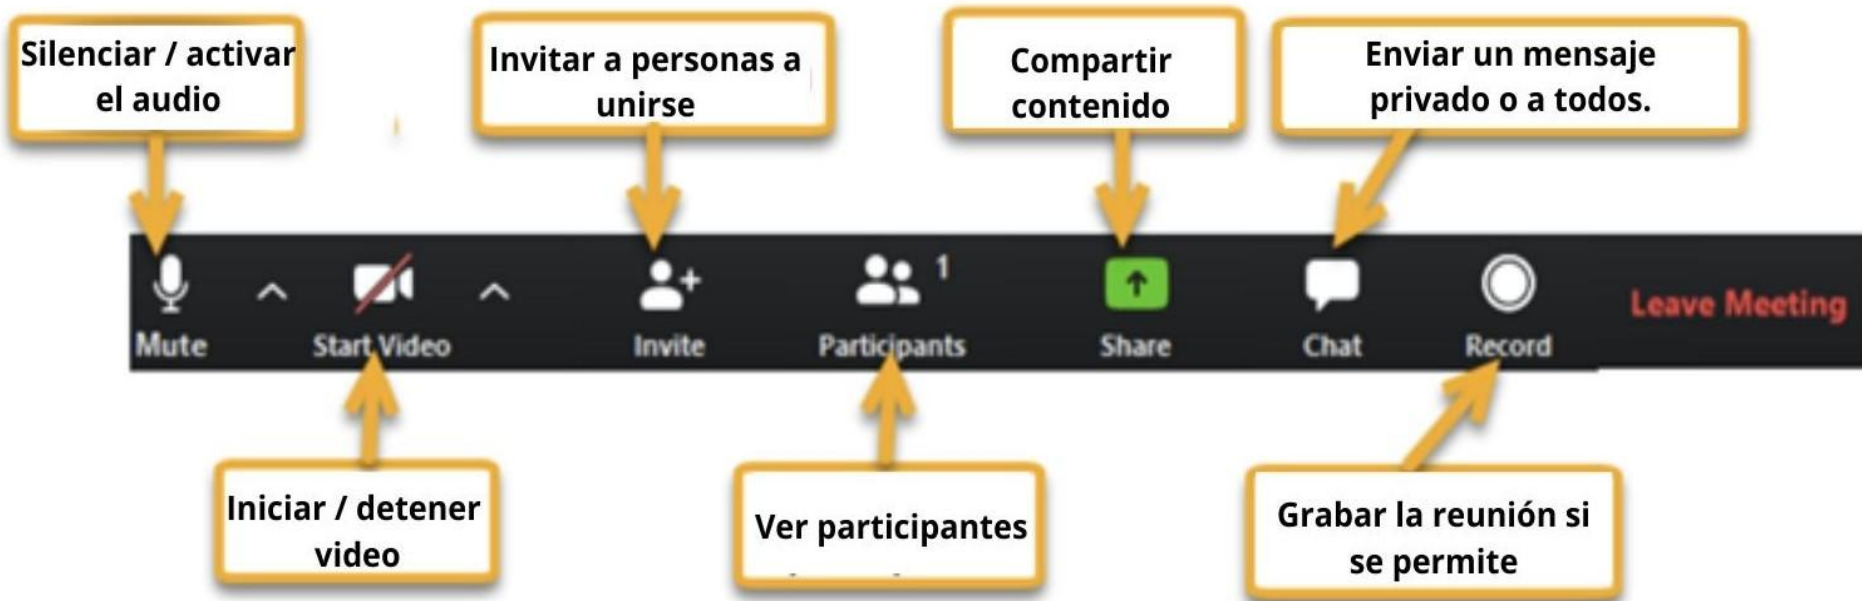 Silenciar / activar
el audio
Invitar a personas a
unirse
Compartir
contenido
Enviar un mensaje
privado o a todos.
1
Mute
Start Video
Invite
Participants
Share
Chat
Record
Leave Meeting
Iniciar / detener
video
Ver participantes
Grabar la reunión si
se permite